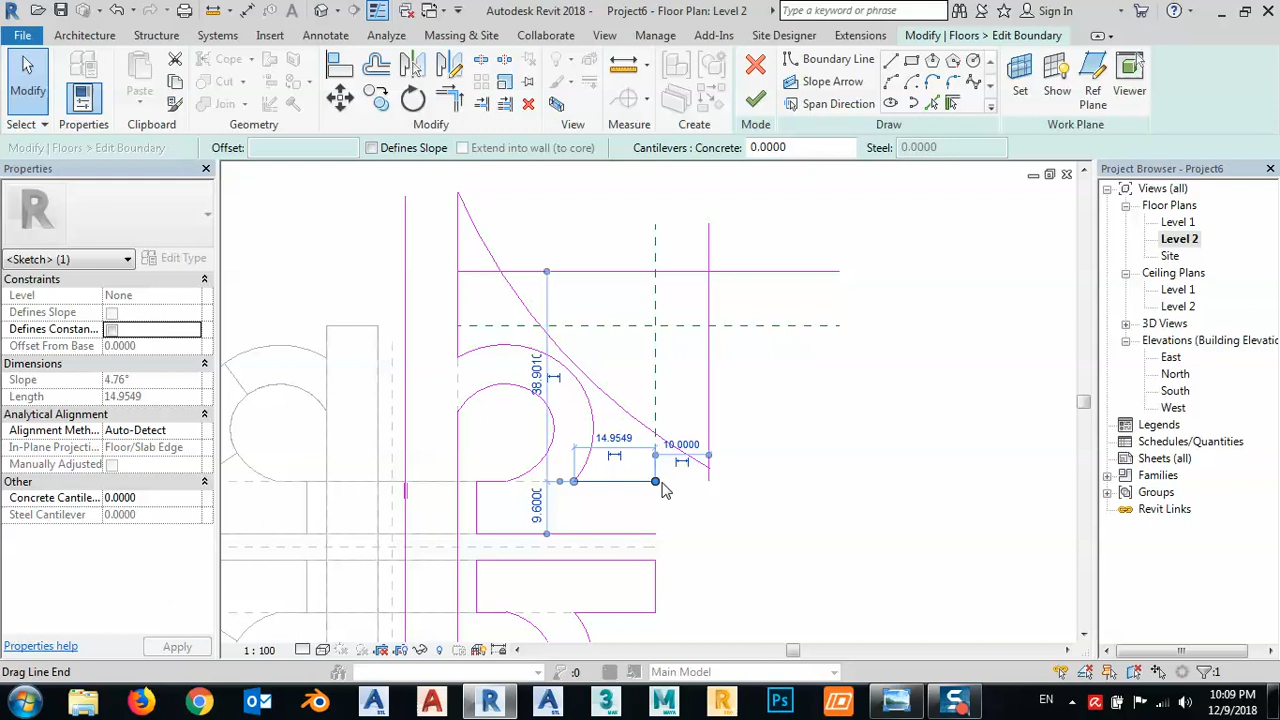 Autodesk Revit 2018 - Project6 - Floor Plan: Level 2
Type a keyword or phrase
Sign In
File
Architecture
Structure
Systems
Insert
Annotate
Analyze
Massing & Site
Collaborate
View
Manage
Add-Ins
Site Designer
Extensions
Modify | Floors > Edit Boundary
Modify
Select
Properties
Paste
Clipboard
Cope
Cut
Join
Geometry
Modify
View
Measure
Create
Mode
Boundary Line
Slope Arrow
Span Direction
Draw
Set
Show
Ref
Plane
Viewer
Work Plane
Modify | Floors > Edit Boundary
Offset:
Defines Slope
Extend into wall (to core)
Cantilevers : Concrete:
0.0000
Steel:
0.0000
Properties
<Sketch> (1)
Edit Type
Constraints
Level None
Defines Slope
Defines Constan...
Offset From Base 0.0000
Dimensions
Slope 4.76°
Length 14.9549
Analytical Alignment
Alignment Meth... Auto-Detect
In-Plane Projecti... Floor/Slab Edge
Manually Adjusted
Other
Concrete Cantile... 0.0000
Steel Cantilever 0.0000
Properties help
Apply
38.9010
14.9549
10.0000
9.6000
Project Browser - Project6
Views (all)
Floor Plans
Level 1
Level 2
Site
Ceiling Plans
Level 1
Level 2
3D Views
Elevations (Building Elevatio
East
North
South
West
Legends
Schedules/Quantities
Sheets (all)
Families
Groups
Revit Links
1 : 100
Drag Line End
:0
Main Model
:1
EN
10:09 PM
12/9/2018